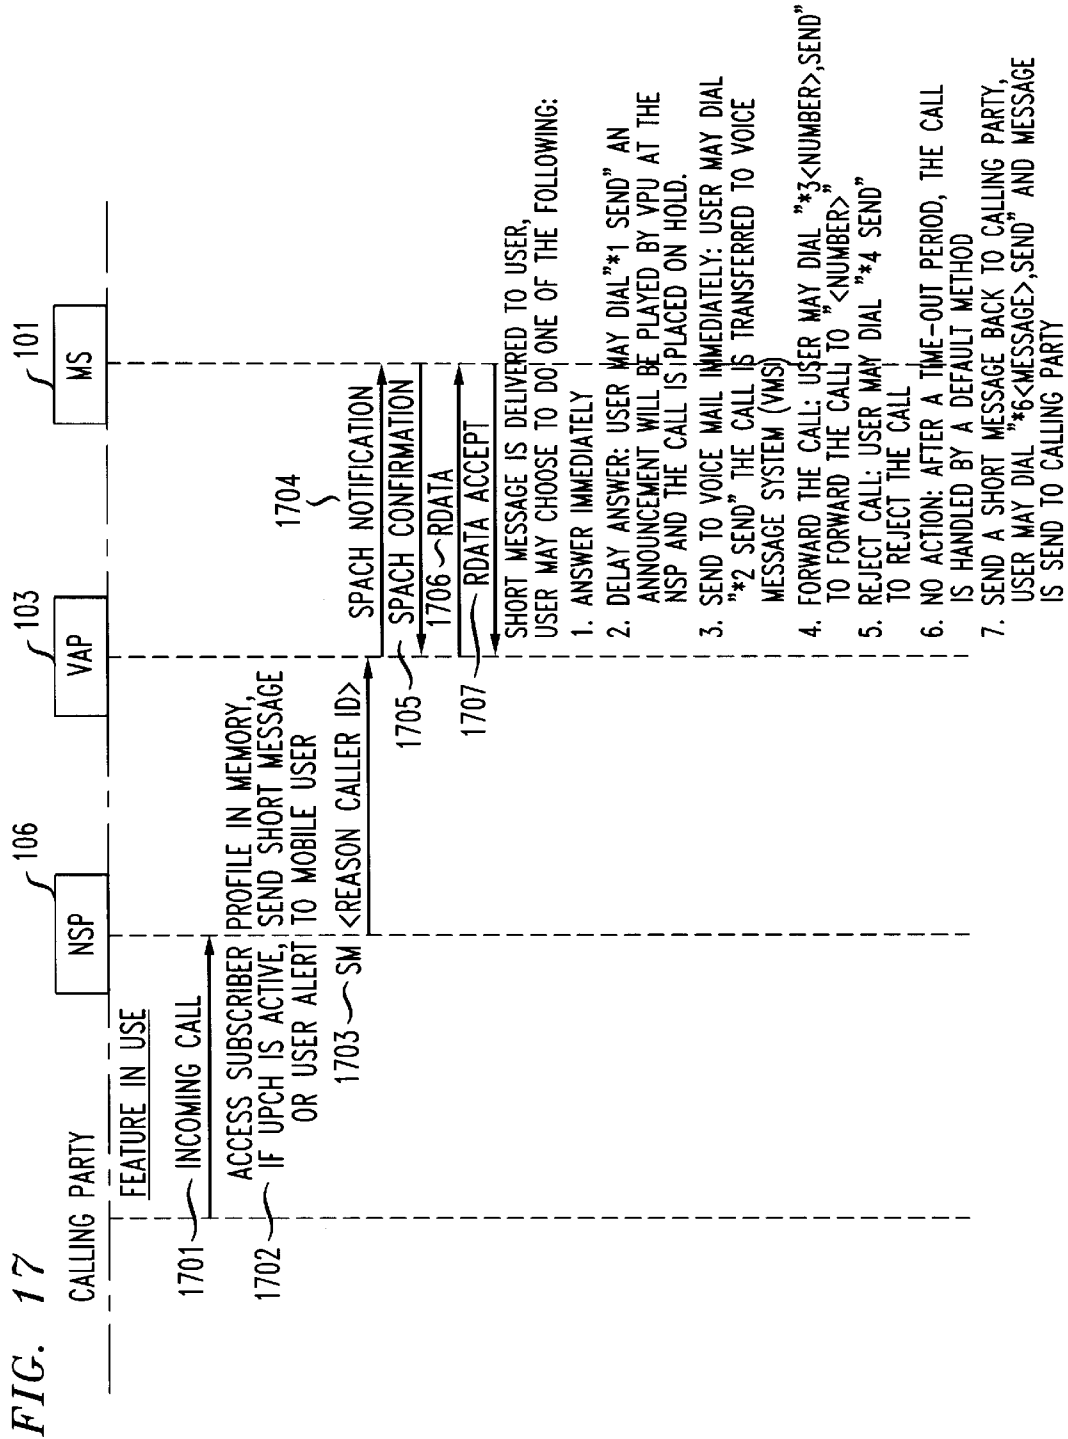 FIG. 17
CALLING PARTY
106
NSP
103
VAP
101
MS
FEATURE IN USE
1701
INCOMING CALL
ACCESS SUBSCRIBER PROFILE IN MEMORY,
1702
IF UPCH IS ACTIVE, SEND SHORT MESSAGE
OR USER ALERT TO MOBILE USER
1703
SM <REASON CALLER ID>
1704
SPACH NOTIFICATION
1705
SPACH CONFIRMATION
1706
RDATA
1707
RDATA ACCEPT
SHORT MESSAGE IS DELIVERED TO USER,
USER MAY CHOOSE TO DO ONE OF THE FOLLOWING:
1. ANSWER IMMEDIATELY
2. DELAY ANSWER: USER MAY DIAL"*1 SEND" AN
ANNOUNCEMENT WILL BE PLAYED BY VPU AT THE
NSP AND THE CALL IS PLACED ON HOLD.
3. SEND TO VOICE MAIL IMMEDIATELY: USER MAY DIAL
"*2 SEND" THE CALL IS TRANSFERRED TO VOICE
MESSAGE SYSTEM (VMS)
4. FORWARD THE CALL: USER MAY DIAL "*3<NUMBER>,SEND"
TO FORWARD THE CALL TO "<NUMBER>"
5. REJECT CALL: USER MAY DIAL "*4 SEND"
TO REJECT THE CALL
6. NO ACTION: AFTER A TIME-OUT PERIOD, THE CALL
IS HANDLED BY A DEFAULT METHOD
7. SEND A SHORT MESSAGE BACK TO CALLING PARTY,
USER MAY DIAL "*6<MESSAGE>,SEND" AND MESSAGE
IS SEND TO CALLING PARTY